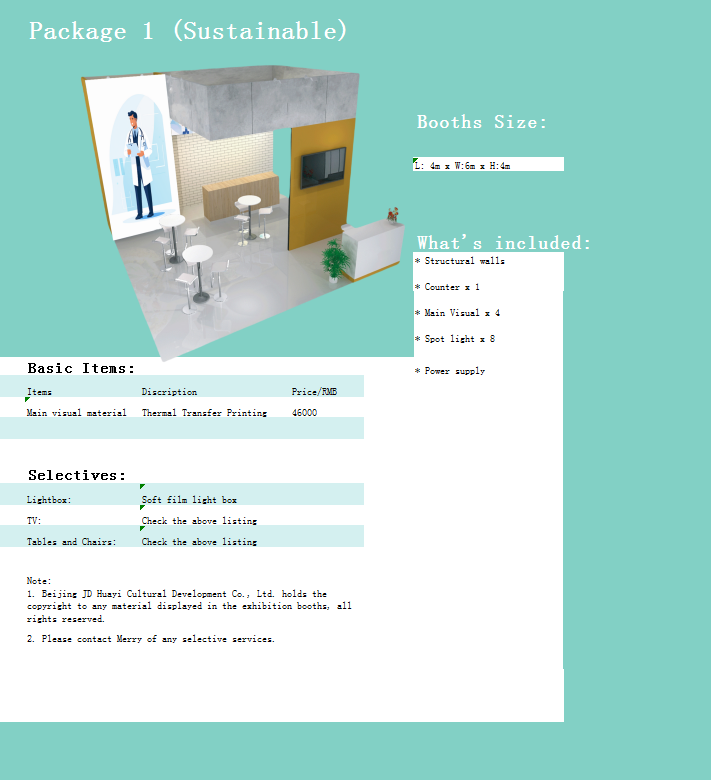 Package 1 (Sustainable)
Booths Size:
L: 4m x W:6m x H:4m
What's included:
* Structural walls
* Counter x 1
* Main Visual x 4
* Spot light x 8
* Power supply
Basic Items:
Items Discription Price/RMB
Main visual material Thermal Transfer Printing 46000
Selectives:
Lightbox: Soft film light box
TV: Check the above listing
Tables and Chairs: Check the above listing
Note:
1. Beijing JD Huayi Cultural Development Co., Ltd. holds the
copyright to any material displayed in the exhibition booths, all
rights reserved.
2. Please contact Merry of any selective services.